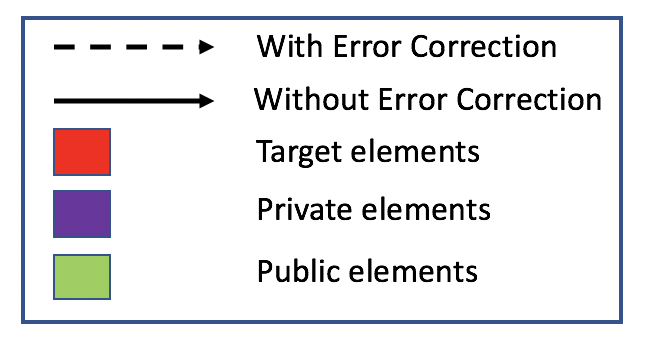 With Error Correction
Without Error Correction
Target elements
Private elements
Public elements